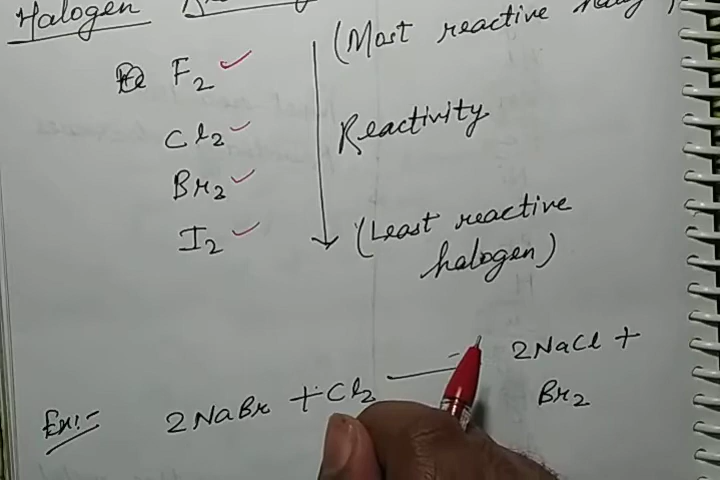 Halogen
(Most reactive
F₂
Cl₂
Reactivity
Br₂
I₂
(Least reactive
halogen)
Ex:- 2NaBr + Cl₂ → 2NaCl +
Br₂